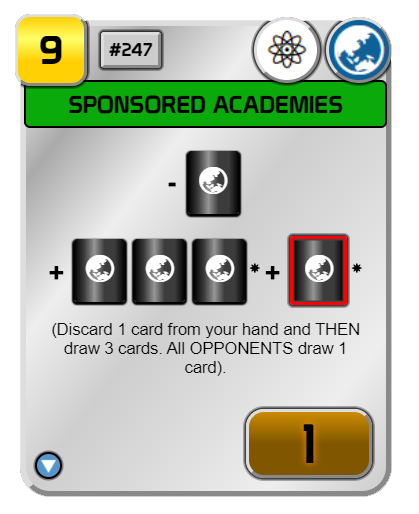 9
#247
SPONSORED ACADEMIES
-
+ * + *
(Discard 1 card from your hand and THEN
draw 3 cards. All OPPONENTS draw 1
card).
1